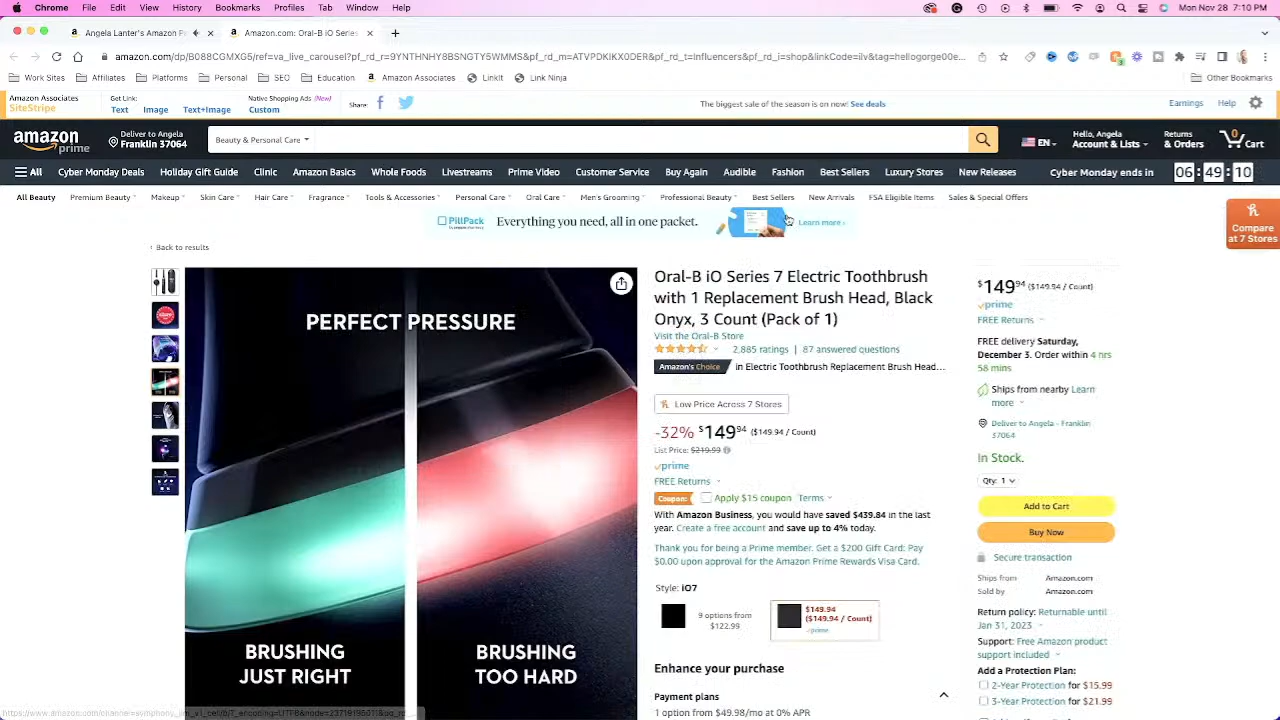 Chrome File Edit View History Bookmarks Profiles Tab Window Help
Mon Nov 28 7:10 PM
Angela Lanter's Amazon P
Amazon.com: Oral-B iO Series
Work Sites Affiliates Platforms Personal SEO Education Amazon Associates Linkit Link Ninja
Other Bookmarks
Amazon Associates
SiteStripe
Get Link:
Text Image Text+Image
Native Shopping Ads (New)
Custom
Share:
The biggest sale of the season is on now! See deals
Earnings Help
amazon prime
Deliver to Angela
Franklin 37064
Beauty & Personal Care
EN
Hello, Angela
Account & Lists
Returns
& Orders
0
Cart
All Cyber Monday Deals Holiday Gift Guide Clinic Amazon Basics Whole Foods Livestreams Prime Video Customer Service Buy Again Audible Fashion Best Sellers Luxury Stores New Releases
Cyber Monday ends in 06:49:10
All Beauty Premium Beauty Makeup Skin Care Hair Care Fragrance Tools & Accessories Personal Care Oral Care Men's Grooming Professional Beauty Best Sellers New Arrivals FSA Eligible Items Sales & Special Offers
PillPack
Everything you need, all in one packet.
Learn more ›
Compare
at 7 Stores
‹ Back to results
PERFECT PRESSURE
BRUSHING
JUST RIGHT
BRUSHING
TOO HARD
Oral-B iO Series 7 Electric Toothbrush
with 1 Replacement Brush Head, Black
Onyx, 3 Count (Pack of 1)
Visit the Oral-B Store
2,885 ratings | 87 answered questions
Amazon's Choice in Electric Toothbrush Replacement Brush Head...
Low Price Across 7 Stores
-32% $149.94 ($149.94 / Count)
List Price: $219.99
prime
FREE Returns
Coupon: Apply $15 coupon Terms
With Amazon Business, you would have saved $439.84 in the last
year. Create a free account and save up to 4% today.
Thank you for being a Prime member. Get a $200 Gift Card: Pay
$0.00 upon approval for the Amazon Prime Rewards Visa Card.
Style: iO7
9 options from
$122.99
$149.94
($149.94 / Count)
prime
Enhance your purchase
Payment plans
1 option from $49.98/mo at 0% APR
$149.94 ($149.94 / Count)
prime
FREE Returns
FREE delivery Saturday,
December 3. Order within 4 hrs
58 mins
Ships from nearby Learn
more
Deliver to Angela - Franklin
37064
In Stock.
Qty: 1
Add to Cart
Buy Now
Secure transaction
Ships from Amazon.com
Sold by Amazon.com
Return policy: Returnable until
Jan 31, 2023
Support: Free Amazon product
support included
Add a Protection Plan:
2-Year Protection for $15.99
3-Year Protection for $21.99